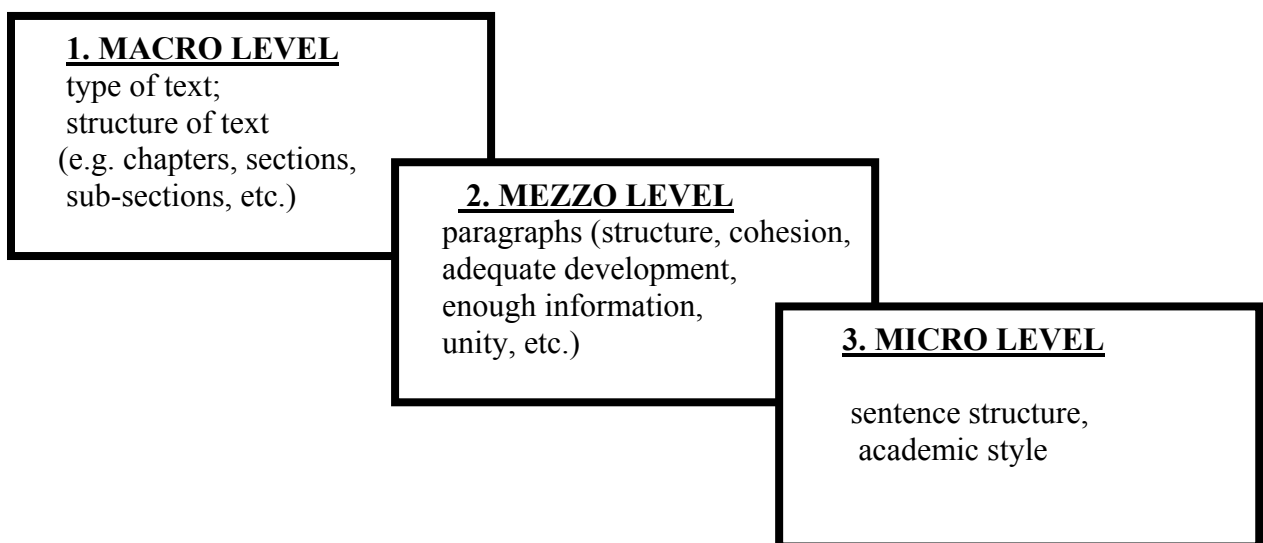 1. MACRO LEVEL
type of text;
structure of text
(e.g. chapters, sections,
sub-sections, etc.)
2. MEZZO LEVEL
paragraphs (structure, cohesion,
adequate development,
enough information,
unity, etc.)
3. MICRO LEVEL
sentence structure,
academic style